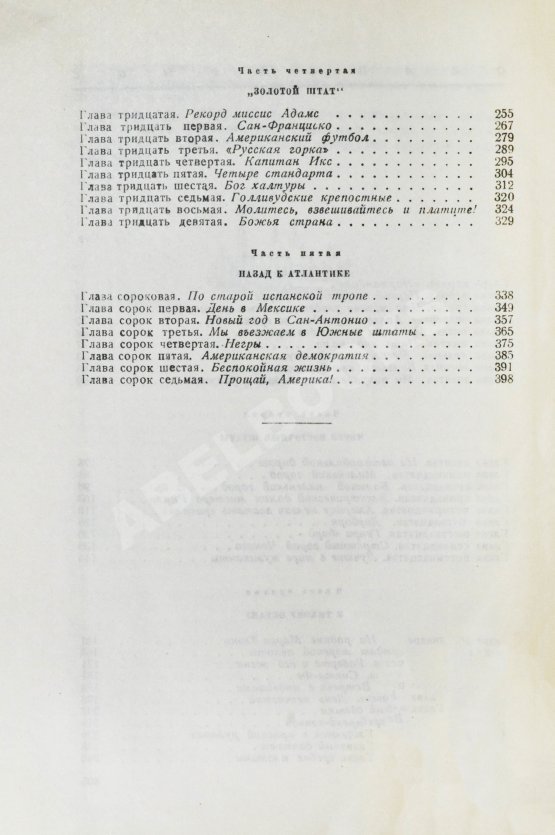 Часть четвертая
„ЗОЛОТОЙ ШТАТ“
Глава тридцатая. Рекорд миссис Адамс . . . . . . . . . . . 255
Глава тридцать первая. Сан-Франциско . . . . . . . . . . . 267
Глава тридцать вторая. Американский футбол . . . . . . . . 279
Глава тридцать третья. «Русская горка» . . . . . . . . . . . 289
Глава тридцать четвертая. Капитан Икс . . . . . . . . . . . 295
Глава тридцать пятая. Четыре стандарта . . . . . . . . . . 304
Глава тридцать шестая. Бог халтуры . . . . . . . . . . . . 312
Глава тридцать седьмая. Голливудские крепостные . . . . . . 320
Глава тридцать восьмая. Молитесь, взвешивайтесь и платите! 324
Глава тридцать девятая. Божья страна . . . . . . . . . . . 329
Часть пятая
НАЗАД К АТЛАНТИКЕ
Глава сороковая. По старой испанской тропе . . . . . . . . 338
Глава сорок первая. День в Мексике . . . . . . . . . . . . 349
Глава сорок вторая. Новый год в Сан-Антонио . . . . . . . . 357
Глава сорок третья. Мы въезжаем в Южные штаты . . . . . 365
Глава сорок четвертая. Негры . . . . . . . . . . . . . . . 375
Глава сорок пятая. Американская демократия . . . . . . . . 385
Глава сорок шестая. Беспокойная жизнь . . . . . . . . . . . 391
Глава сорок седьмая. Прощай, Америка! . . . . . . . . . . . 398